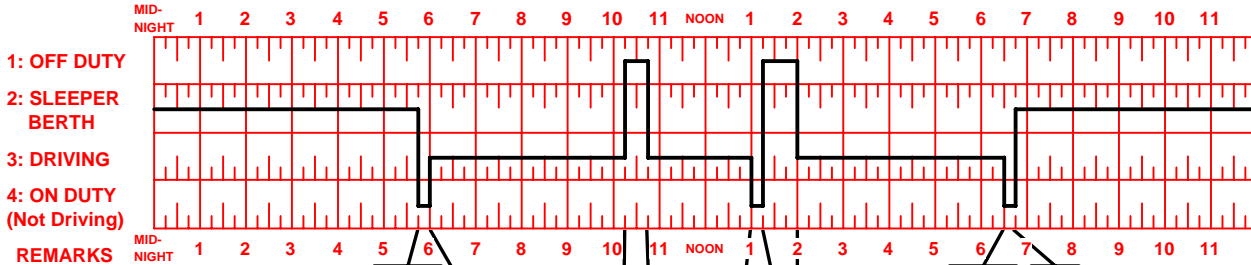 MID-NIGHT 1 2 3 4 5 6 7 8 9 10 11 NOON 1 2 3 4 5 6 7 8 9 10 11
1: OFF DUTY
2: SLEEPER
BERTH
3: DRIVING
4: ON DUTY
(Not Driving)
REMARKS MID-NIGHT 1 2 3 4 5 6 7 8 9 10 11 NOON 1 2 3 4 5 6 7 8 9 10 11